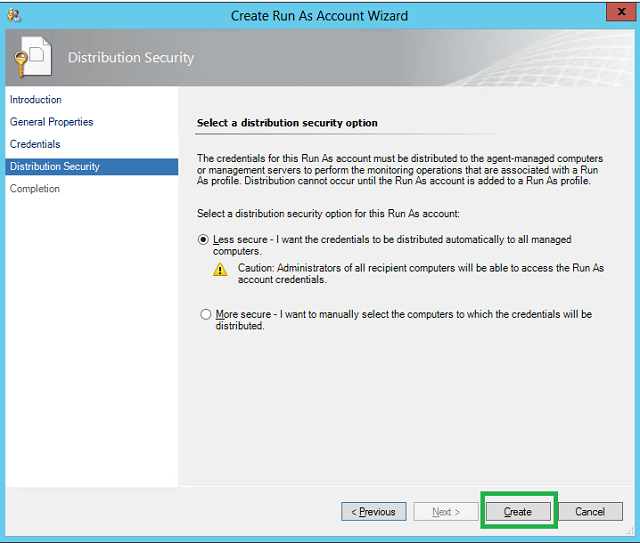 Create Run As Account Wizard
x
Distribution Security
Introduction
General Properties
Credentials
Distribution Security
Completion
Select a distribution security option
The credentials for this Run As account must be distributed to the agent-managed computers
or management servers to perform the monitoring operations that are associated with a Run
As profile. Distribution cannot occur until the Run As account is added to a Run As profile.
Select a distribution security option for this Run As account:
Less secure - I want the credentials to be distributed automatically to all managed
computers.
Caution: Administrators of all recipient computers will be able to access the Run As
account credentials.
More secure - I want to manually select the computers to which the credentials will be
distributed.
< Previous
Next >
Create
Cancel